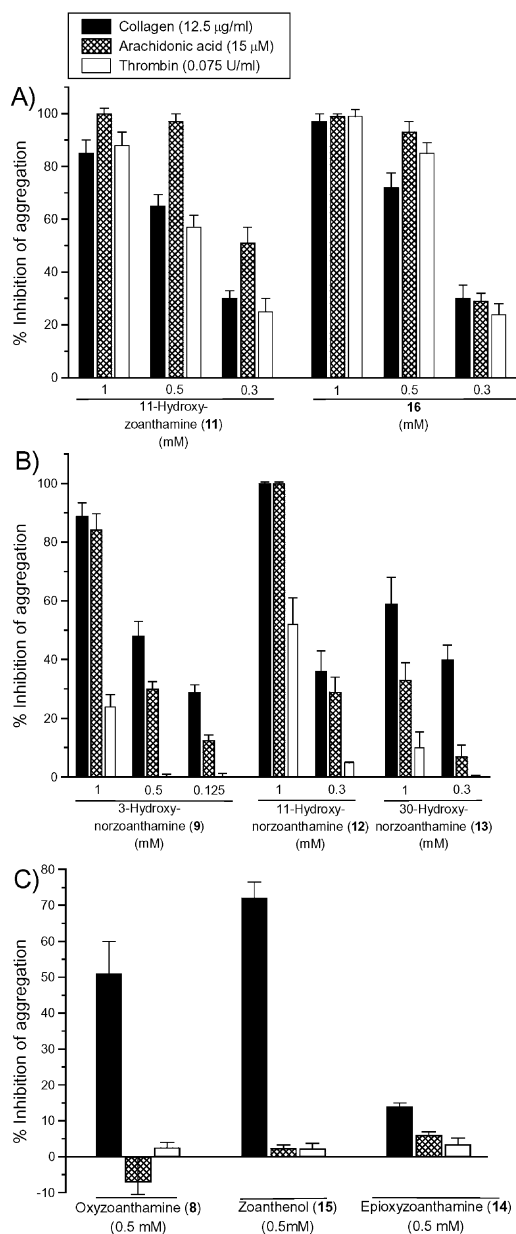 Collagen (12.5 µg/ml)
Arachidonic acid (15 µM)
Thrombin (0.075 U/ml)
A)
% Inhibition of aggregation
100
80
60
40
20
0
1 0.5 0.3 1 0.5 0.3
11-Hydroxy- 16
zoanthamine (11) (mM)
(mM)
B)
% Inhibition of aggregation
100
80
60
40
20
0
1 0.5 0.125 1 0.3 1 0.3
3-Hydroxy- 11-Hydroxy- 30-Hydroxy-
norzoanthamine (9) norzoanthamine (12) norzoanthamine (13)
(mM) (mM) (mM)
C)
% Inhibition of aggregation
80
70
60
50
40
30
20
10
0
-10
Oxyzoanthamine (8) Zoanthenol (15) Epioxyzoanthamine (14)
(0.5 mM) (0.5mM) (0.5 mM)